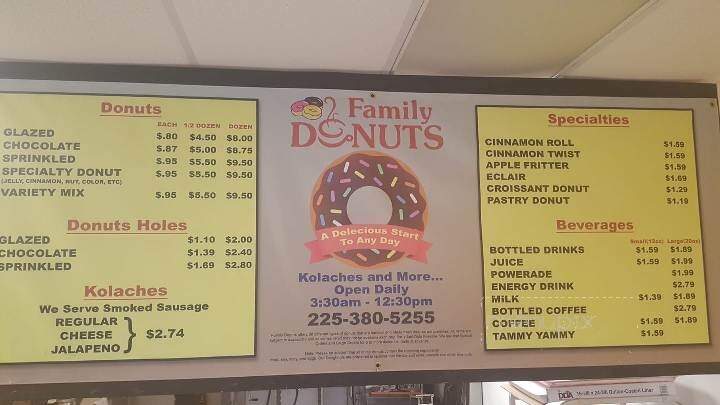 Donuts
EACH 1/2 DOZEN DOZEN
GLAZED $.80 $4.50 $8.00
CHOCOLATE $.87 $5.00 $8.75
SPRINKLED $.95 $5.50 $9.50
SPECIALTY DONUT $.95 $5.50 $9.50
(JELLY, CINNAMON, NUT, COLOR, ETC)
VARIETY MIX $.95 $5.50 $9.50
Donuts Holes
GLAZED $1.10 $2.00
CHOCOLATE $1.39 $2.40
SPRINKLED $1.69 $2.80
Kolaches
We Serve Smoked Sausage
REGULAR
CHEESE $2.74
JALAPENO
Family
DONUTS
A Delecious Start
To Any Day
Kolaches and More...
Open Daily
3:30am - 12:30pm
225-380-5255
Specialties
CINNAMON ROLL $1.59
CINNAMON TWIST $1.59
APPLE FRITTER $1.59
ECLAIR $1.69
CROISSANT DONUT $1.29
PASTRY DONUT $1.19
Beverages
Small(12oz) Large(20oz)
BOTTLED DRINKS $1.59 $1.89
JUICE $1.59 $1.99
POWERADE $1.99
ENERGY DRINK $2.79
MILK $1.39 $1.89
BOTTLED COFFEE $2.79
COFFEE $1.59 $1.89
TAMMY YAMMY $1.59